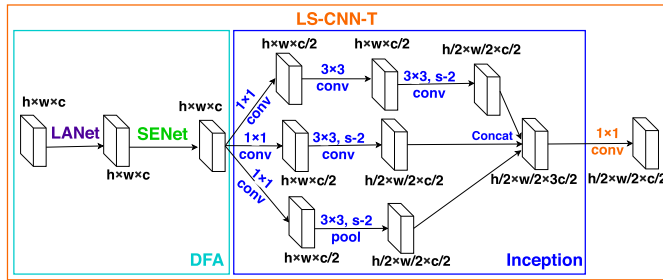 LS-CNN-T
h×w×c/2
h×w×c/2
h/2×w/2×c/2
3×3
conv
3×3, s-2
conv
h×w×c
h×w×c
LANet
SENet
h×w×c
1×1
conv
1×1
conv
1×1
conv
3×3, s-2
conv
Concat
1×1
conv
h×w×c/2
h/2×w/2×c/2
h/2×w/2×3c/2
h/2×w/2×c/2
3×3, s-2
pool
h×w×c/2
h/2×w/2×c/2
DFA
Inception